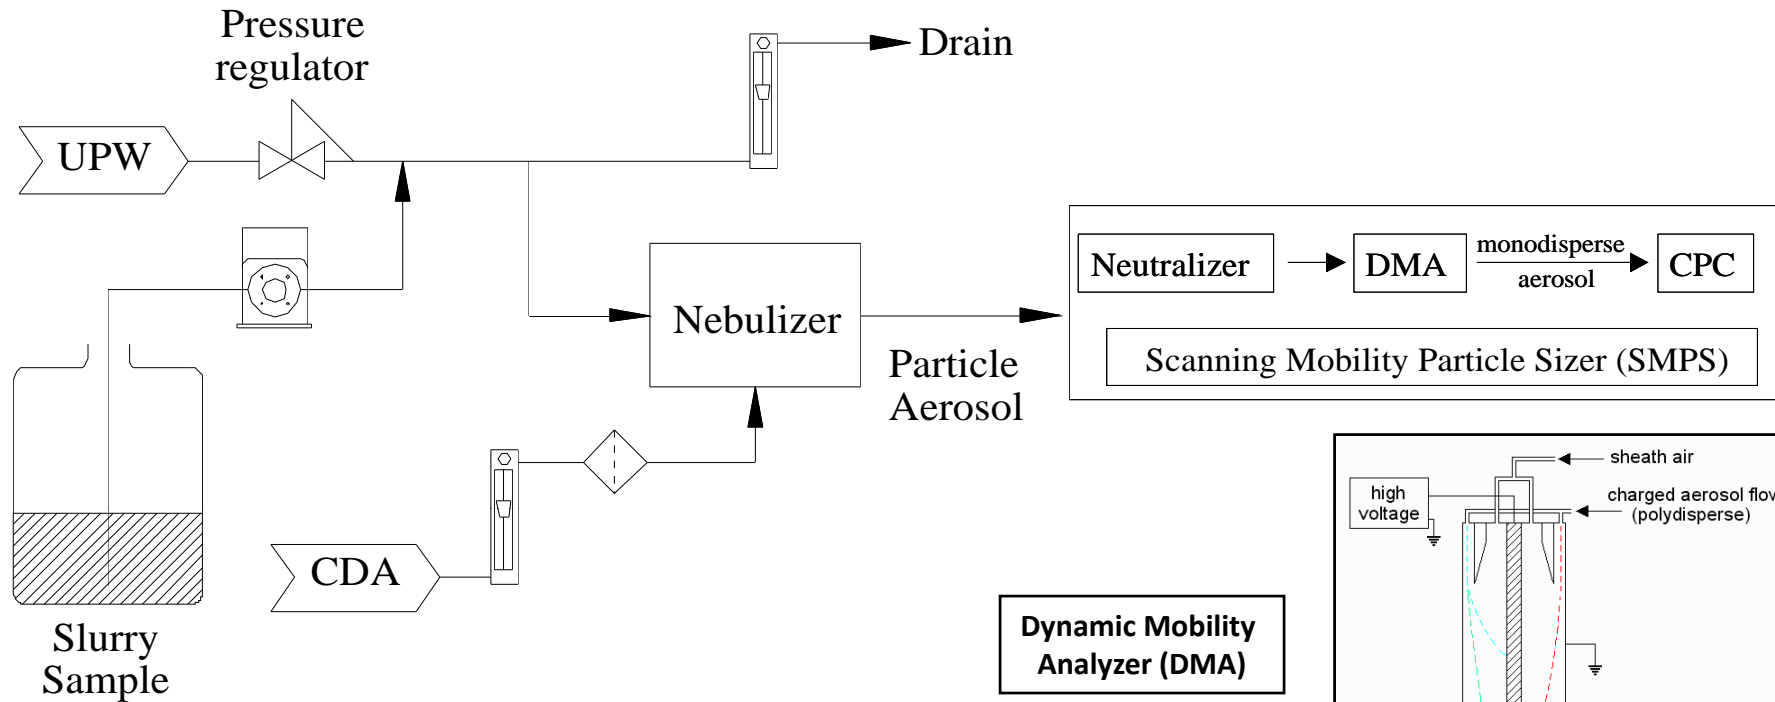 Pressure
regulator
Drain
UPW
Neutralizer
DMA
monodisperse
aerosol
CPC
Nebulizer
Scanning Mobility Particle Sizer (SMPS)
Particle
Aerosol
CDA
Slurry
Sample
sheath air
high
voltage
charged aerosol flow
(polydisperse)
Dynamic Mobility
Analyzer (DMA)